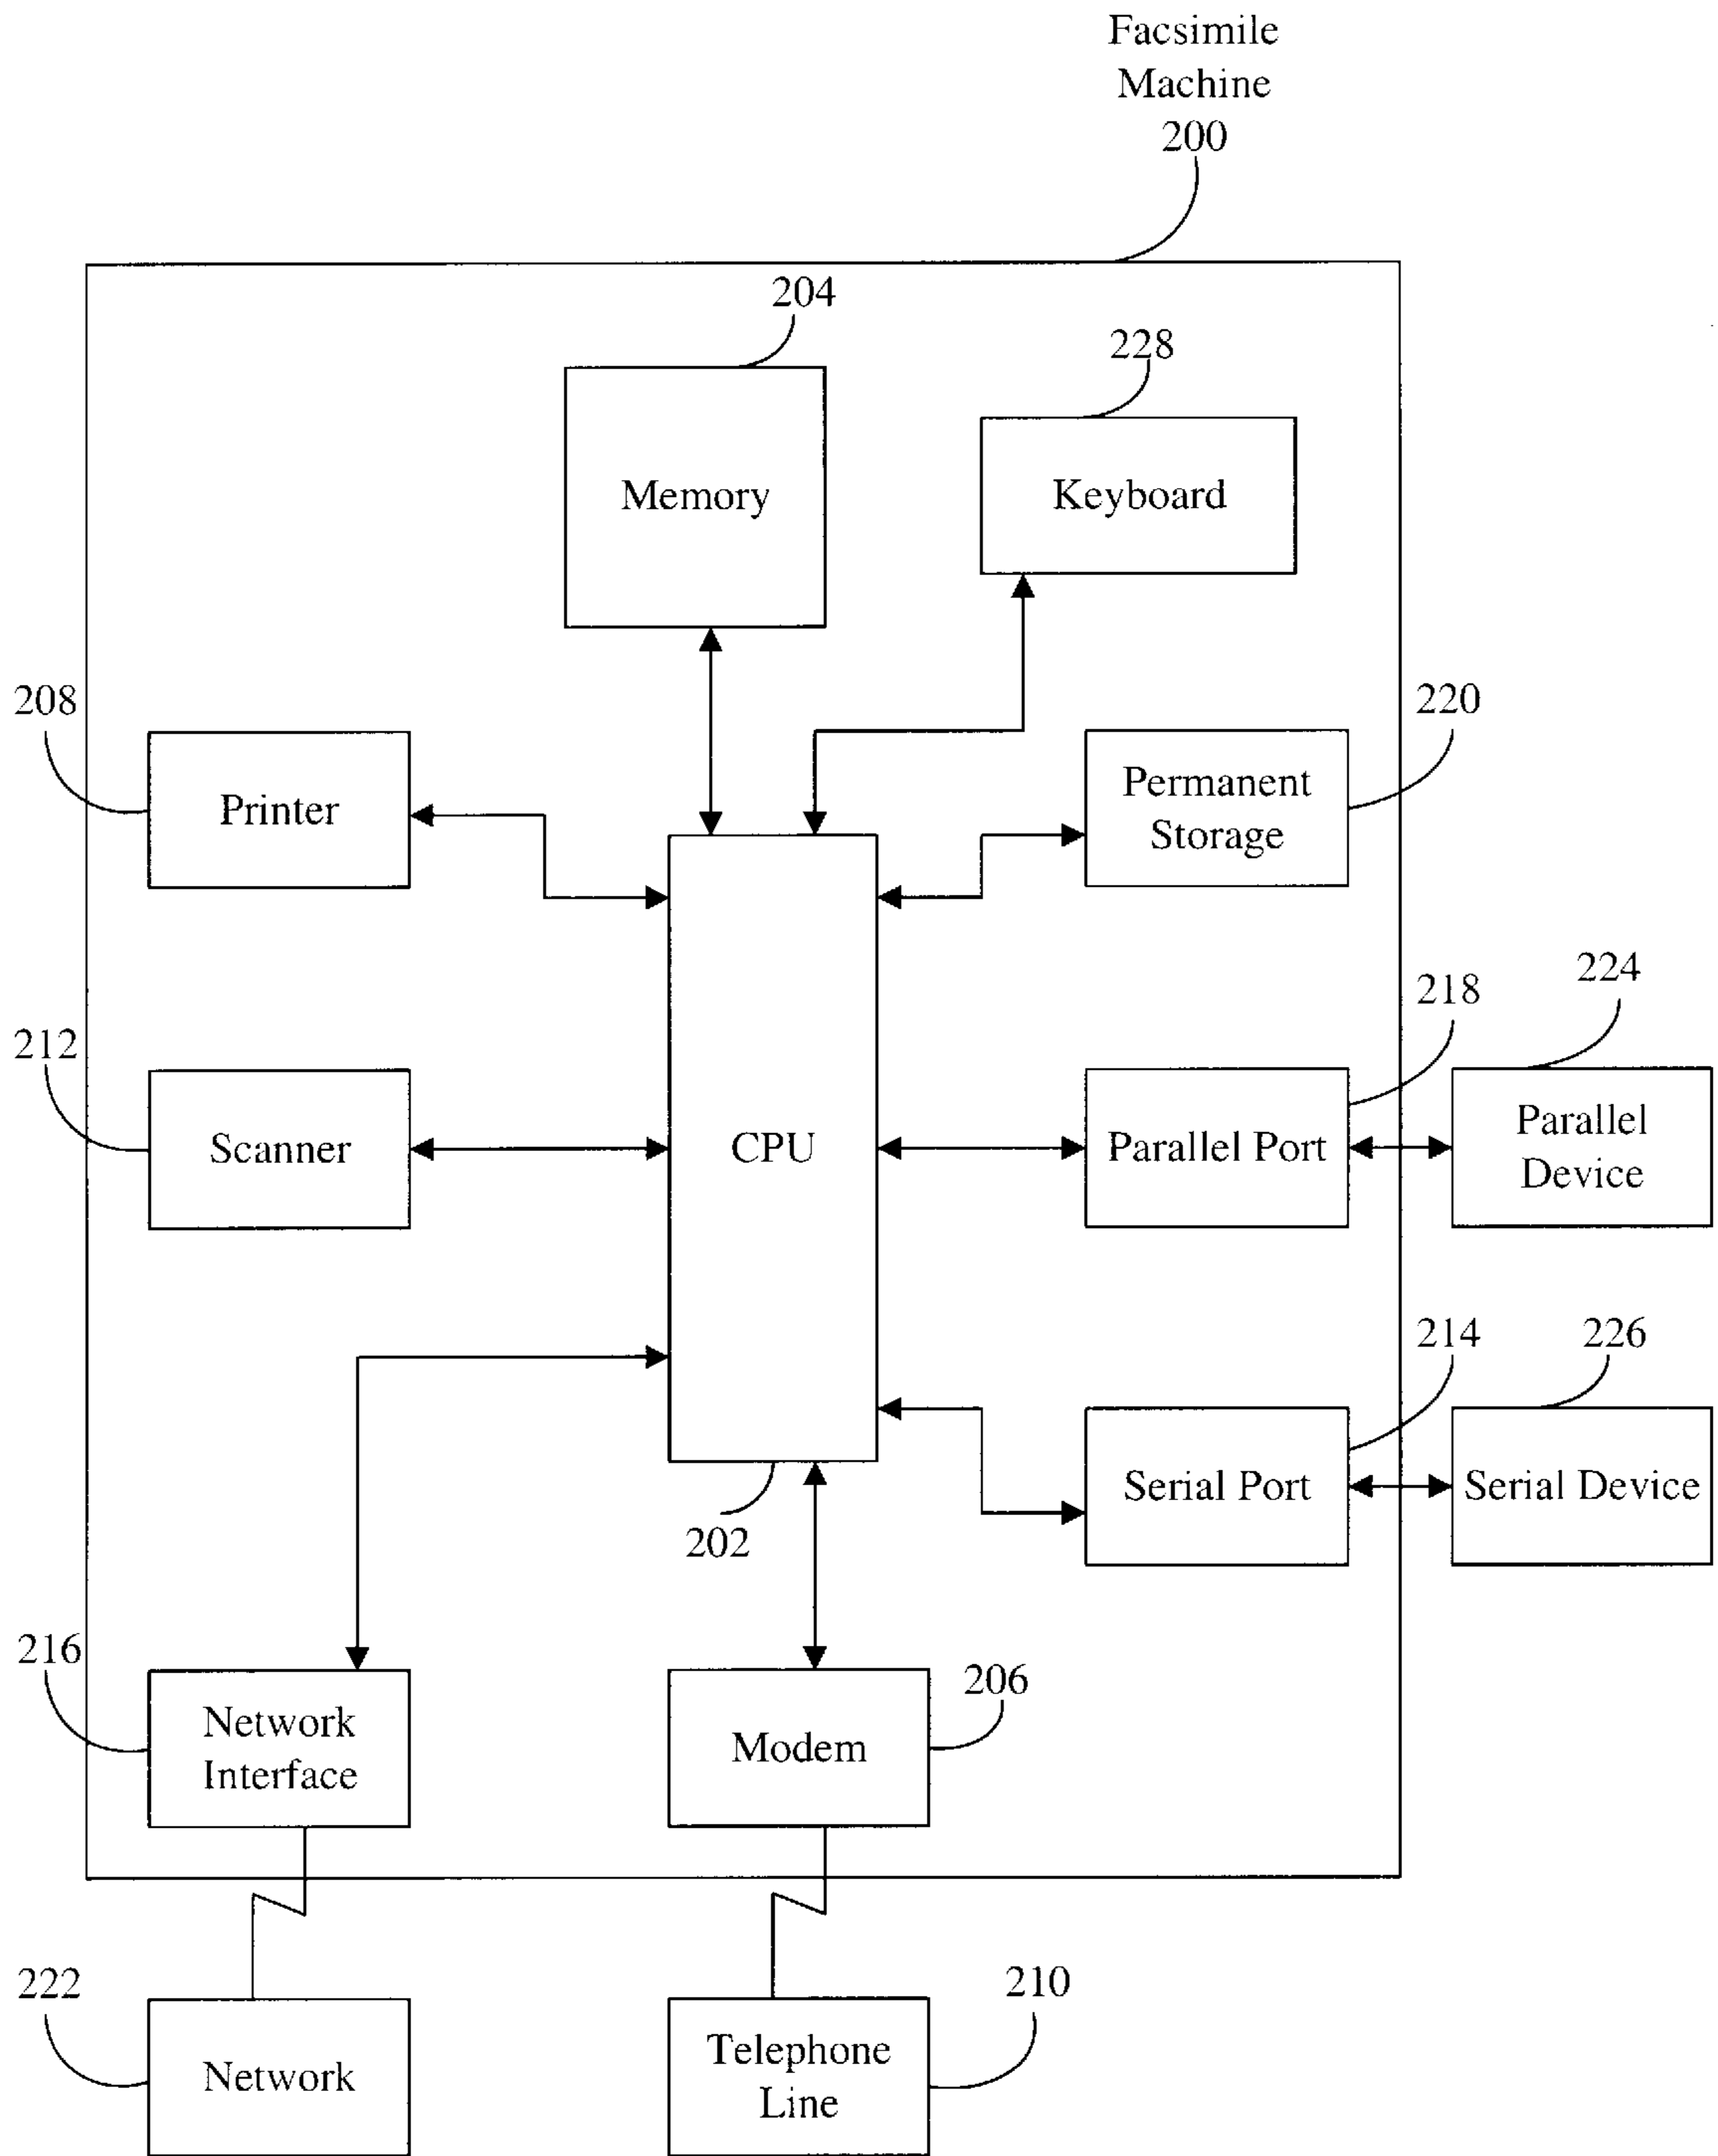 Facsimile
Machine
200
204
228
Memory
Keyboard
208
220
Printer
Permanent
Storage
224
218
212
Scanner
CPU
Parallel Port
Parallel
Device
214
226
Serial Port
Serial Device
202
216
206
Network
Interface
Modem
222
210
Network
Telephone
Line